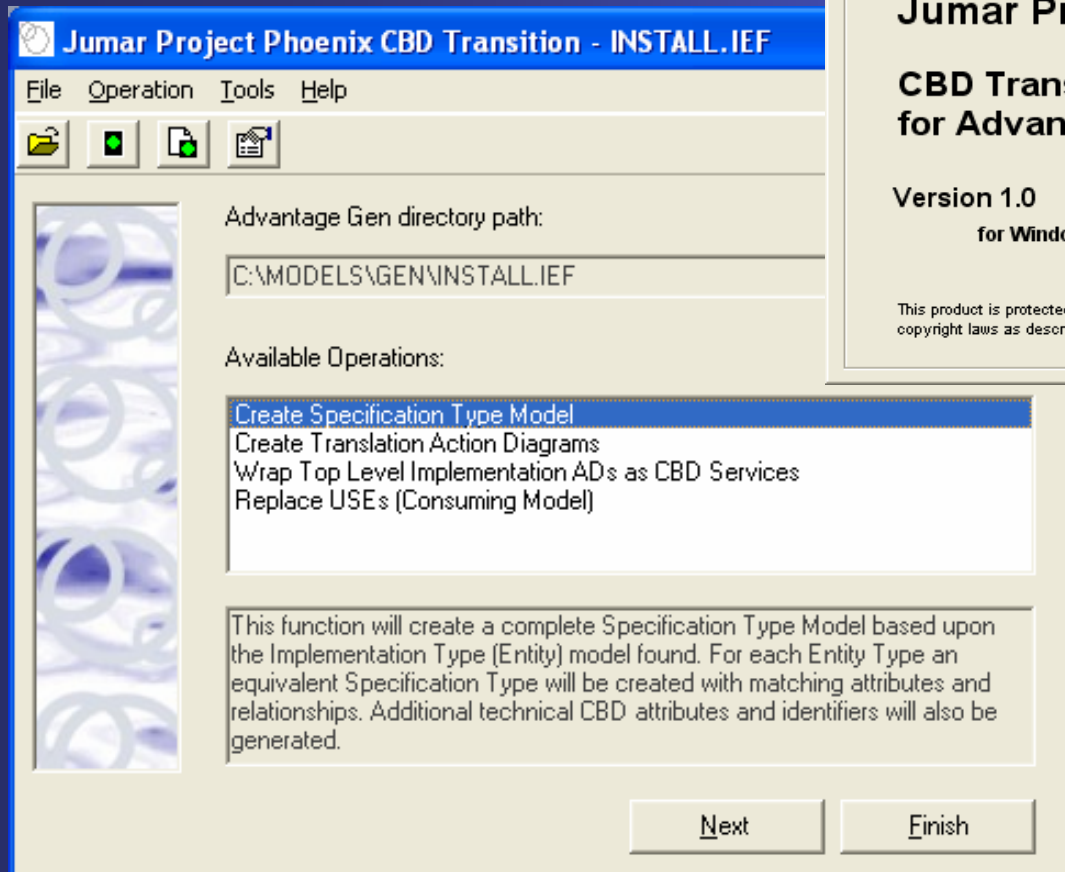 Jumar Project Phoenix CBD Transition - INSTALL.IEF
File Operation Tools Help
Advantage Gen directory path:
C:\MODELS\GEN\INSTALL.IEF
Available Operations:
Create Specification Type Model
Create Translation Action Diagrams
Wrap Top Level Implementation ADs as CBD Services
Replace USEs (Consuming Model)
This function will create a complete Specification Type Model based upon
the Implementation Type (Entity) model found. For each Entity Type an
equivalent Specification Type will be created with matching attributes and
relationships. Additional technical CBD attributes and identifiers will also be
generated.
Next Finish
Jumar
CBD
for
Version 1.0
for
This product is
copyright laws as